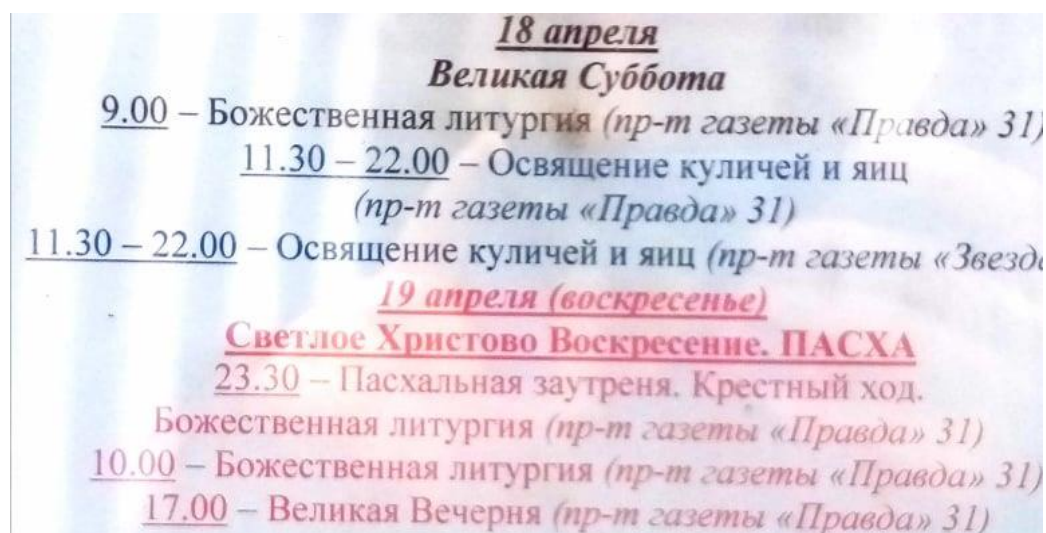 18 апреля
Великая Суббота
9.00 – Божественная литургия (пр-т газеты «Правда» 31)
11.30 – 22.00 – Освящение куличей и яиц
(пр-т газеты «Правда» 31)
11.30 – 22.00 – Освящение куличей и яиц (пр-т газеты «Звезда
19 апреля (воскресенье)
Светлое Христово Воскресение. ПАСХА
23.30 – Пасхальная заутреня. Крестный ход.
Божественная литургия (пр-т газеты «Правда» 31)
10.00 – Божественная литургия (пр-т газеты «Правда» 31)
17.00 – Великая Вечерня (пр-т газеты «Правда» 31)